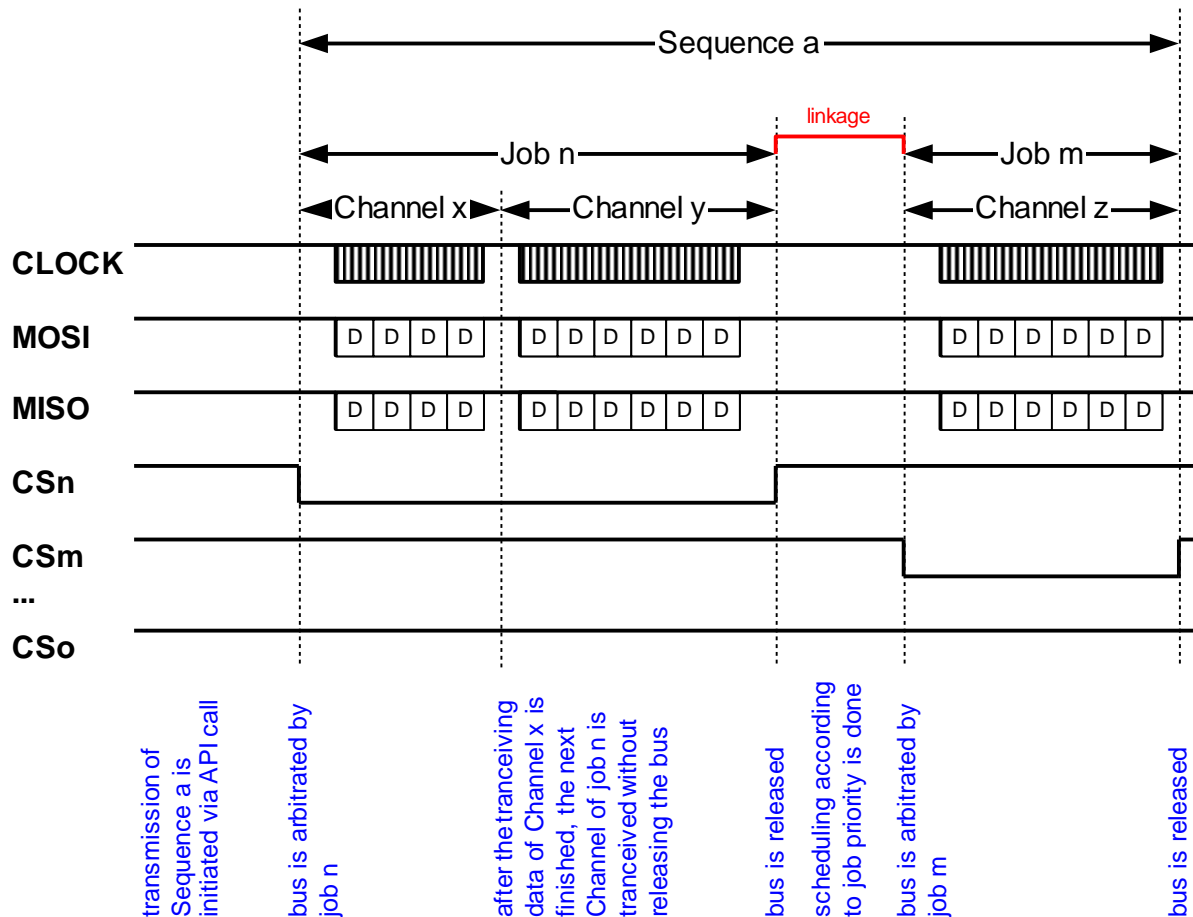 Sequence a
linkage
Job n
Job m
Channel x
Channel y
Channel z
CLOCK
MOSI
D D D D
D D D D D D
D D D D D D
MISO
D D D D
D D D D D D
D D D D D D
CSn
CSm
...
CSo
transmission of
Sequence a is
initiated via API call
bus is arbitrated by
job n
after the tranceiving
data of Channel x is
finished, the next
Channel of job n is
tranceived without
releasing the bus
bus is released
scheduling according
to job priority is done
bus is arbitrated by
job m
bus is released